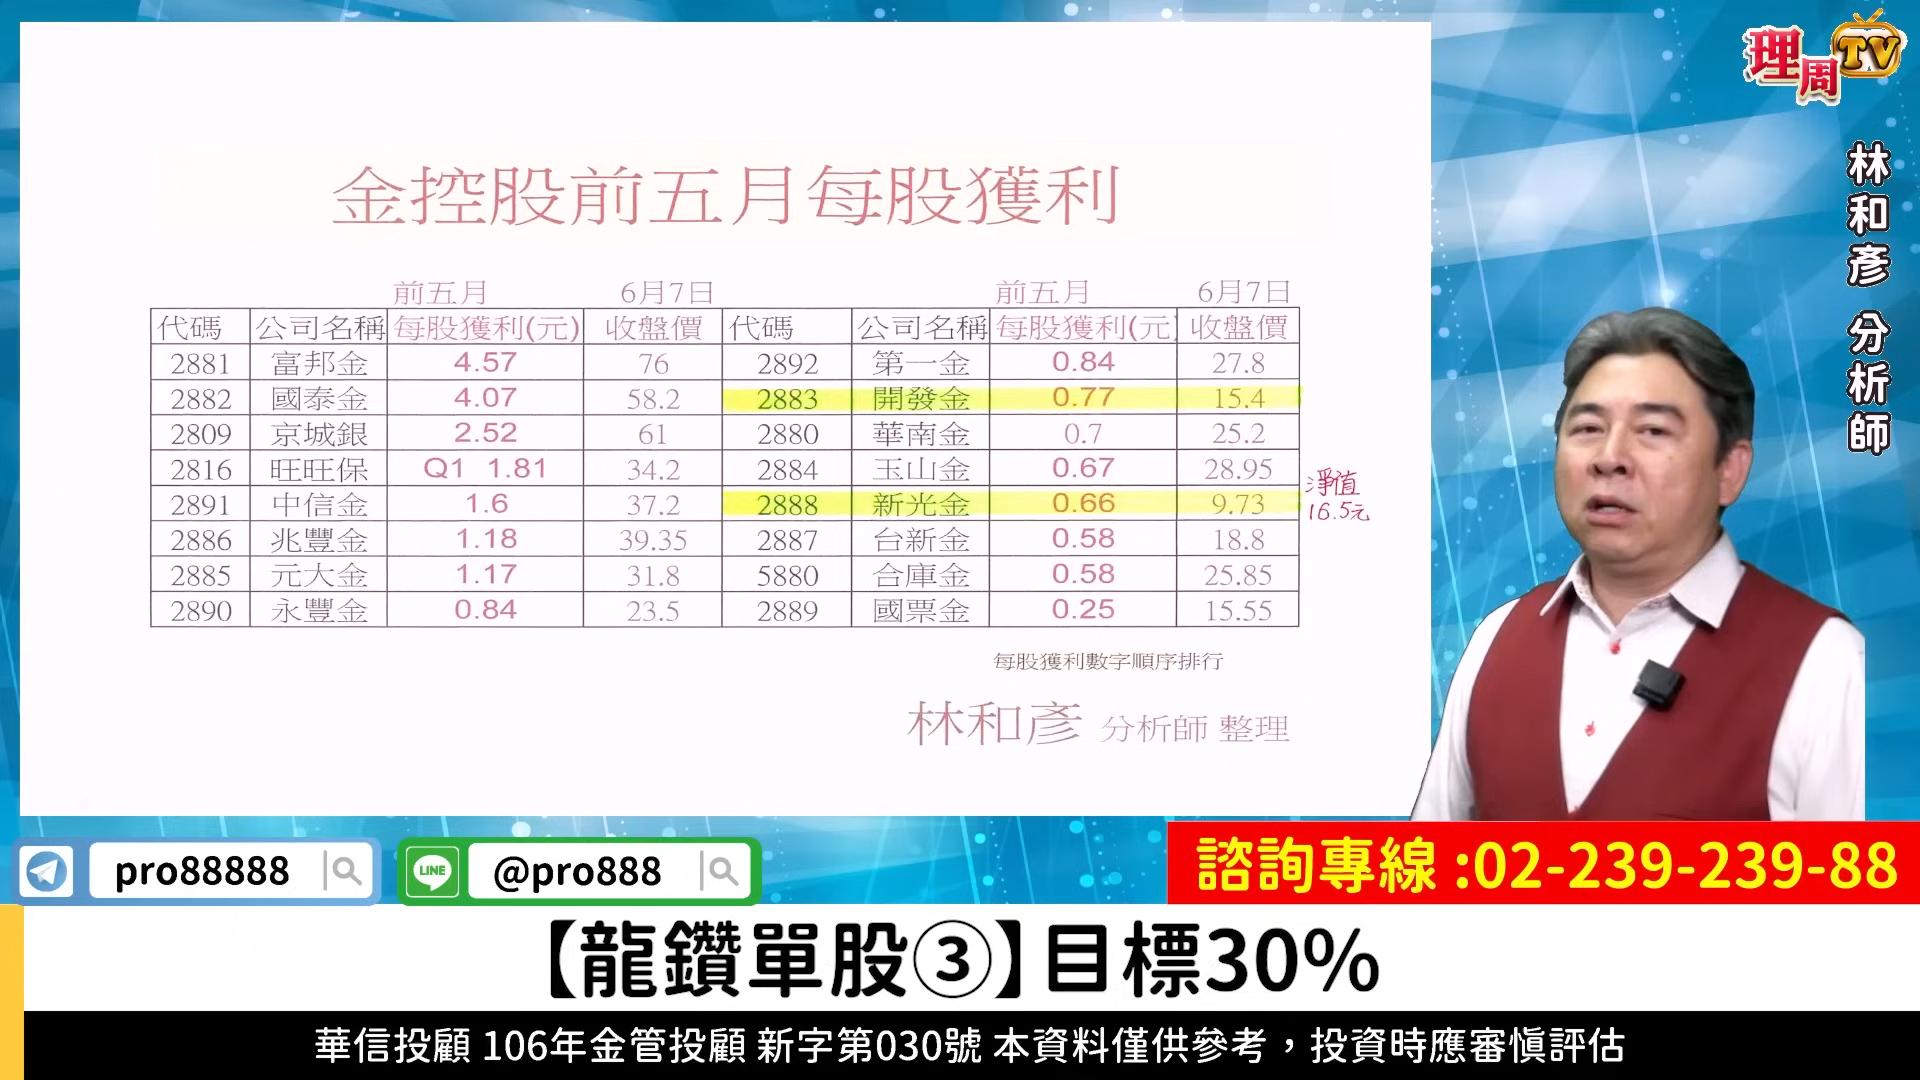 理周TV
林和彥 分析師
金控股前五月每股獲利
前五月 6月7日 前五月 6月7日
代碼 公司名稱 每股獲利(元) 收盤價 代碼 公司名稱 每股獲利(元) 收盤價
2881 富邦金 4.57 76 2892 第一金 0.84 27.8
2882 國泰金 4.07 58.2 2883 開發金 0.77 15.4
2809 京城銀 2.52 61 2880 華南金 0.7 25.2
2816 旺旺保 Q1 1.81 34.2 2884 玉山金 0.67 28.95
2891 中信金 1.6 37.2 2888 新光金 0.66 9.73
淨值
16.5元
2886 兆豐金 1.18 39.35 2887 台新金 0.58 18.8
2885 元大金 1.17 31.8 5880 合庫金 0.58 25.85
2890 永豐金 0.84 23.5 2889 國票金 0.25 15.55
每股獲利數字順序排行
林和彥 分析師 整理
pro88888
LINE @pro888
諮詢專線:02-239-239-88
【龍鑽單股③】目標30%
華信投顧 106年金管投顧 新字第030號 本資料僅供參考，投資時應審慎評估